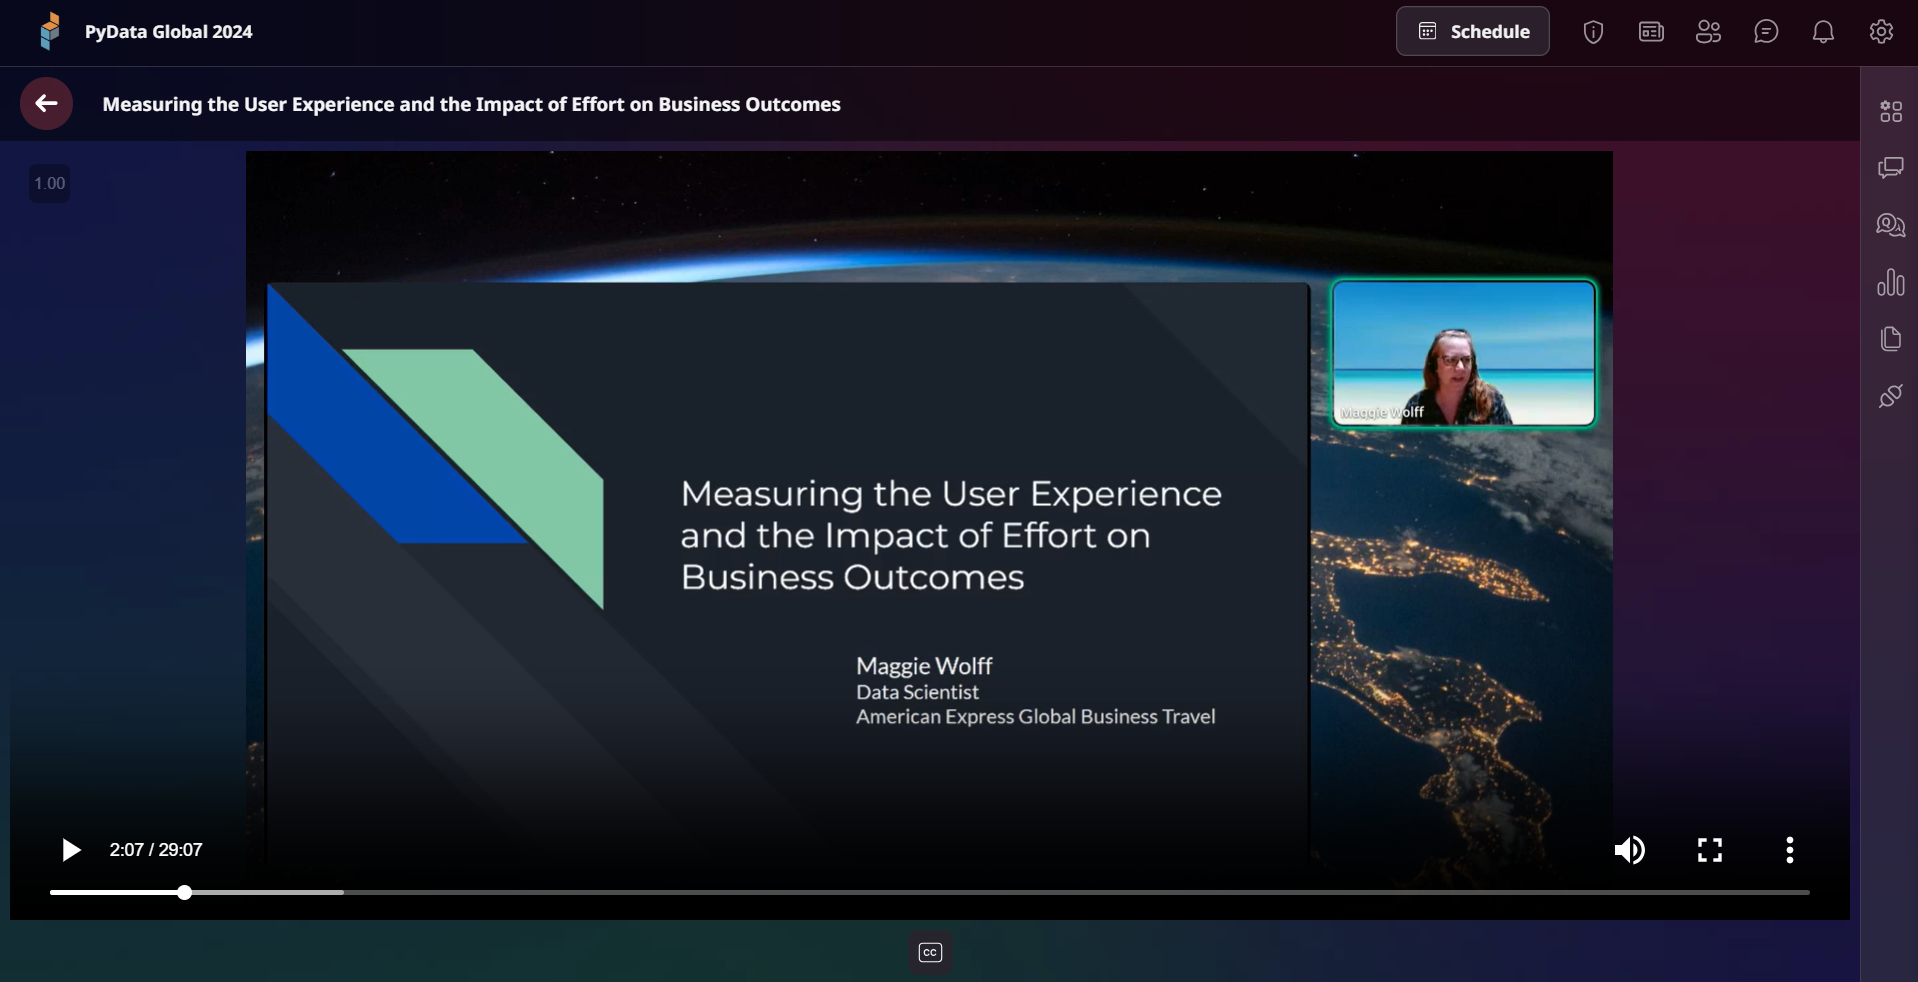 PyData Global 2024
Schedule
Measuring the User Experience and the Impact of Effort on Business Outcomes
1.00
Maggie Wolff
Measuring the User Experience
and the Impact of Effort on
Business Outcomes
Maggie Wolff
Data Scientist
American Express Global Business Travel
2:07 / 29:07
CC